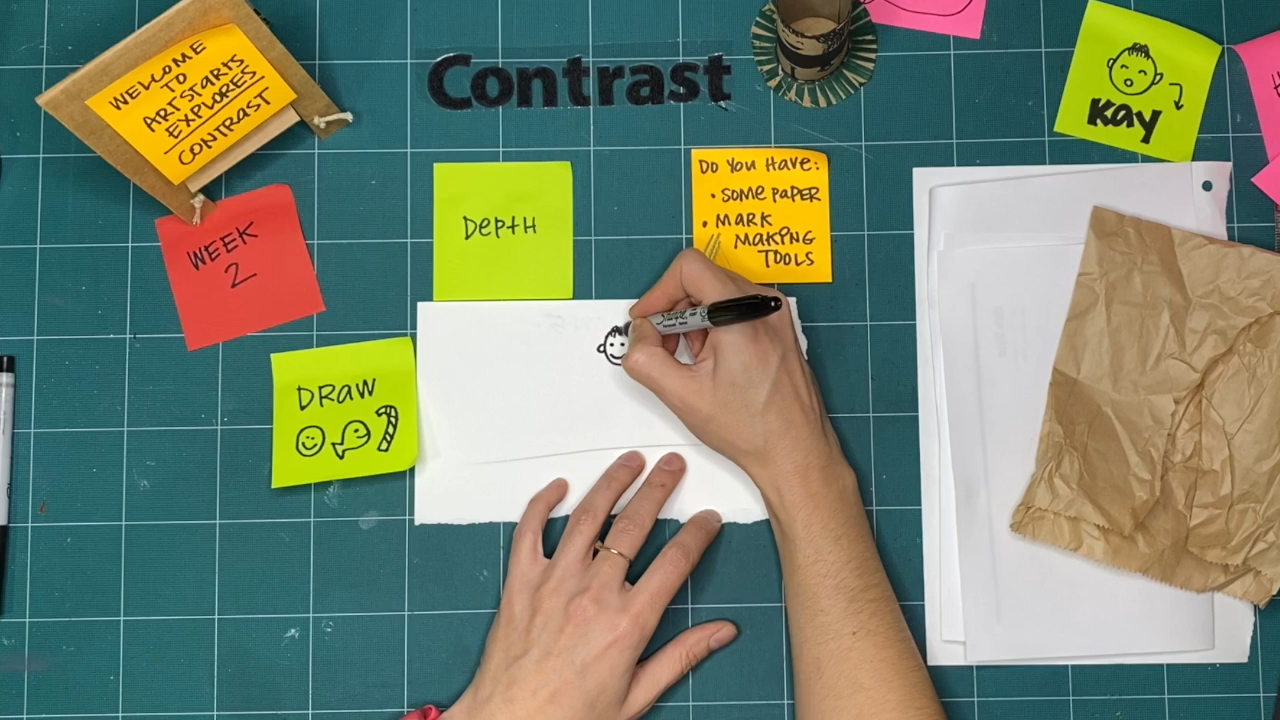 WELCOME
TO
ARTSTARTS
EXPLORES
CONTRAST
Contrast
WEEK
2
DEPTH
DO YOU HAVE:
• SOME PAPER
• MARK
MAKING
TOOLS
KAY
DRAW
Sharpie